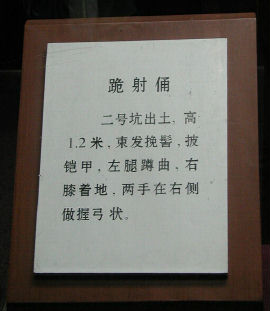 跪射俑
二号坑出土,高
1.2米,束发挽髻,披
铠甲,左腿蹲曲,右
膝着地,两手在右侧
做握弓状。